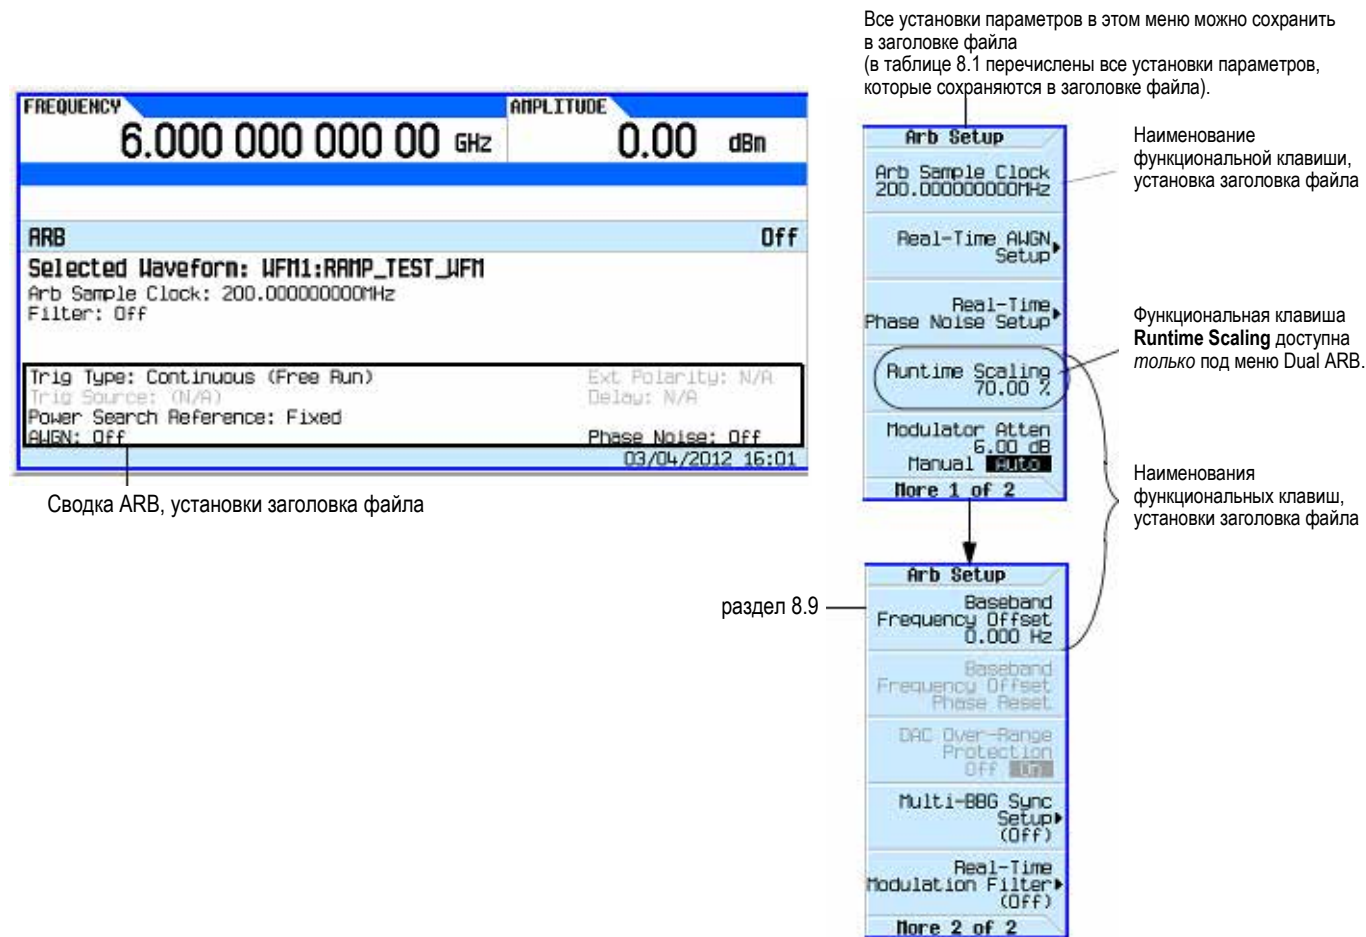 Все установки параметров в этом меню можно сохранить
в заголовке файла
(в таблице 8.1 перечислены все установки параметров,
которые сохраняются в заголовке файла).
FREQUENCY
6.000 000 000 00 GHz
AMPLITUDE
0.00 dBm
ARB Off
Selected Waveform: WFM1:RAMP_TEST_WFM
Arb Sample Clock: 200.000000000MHz
Filter: Off
Trig Type: Continuous (Free Run) Ext Polarity: N/A
Trig Source: (N/A) Delay: N/A
Power Search Reference: Fixed
AWGN: Off Phase Noise: Off
03/04/2012 16:01
Сводка ARB, установки заголовка файла
Arb Setup
Arb Sample Clock
200.000000000MHz
Real-Time AWGN
Setup
Real-Time
Phase Noise Setup
Runtime Scaling
70.00 %
Modulator Atten
6.00 dB
Manual Auto
More 1 of 2
Наименование
функциональной клавиши,
установка заголовка файла
Функциональная клавиша
Runtime Scaling доступна
только под меню Dual ARB.
Наименования
функциональных клавиш,
установки заголовка файла
раздел 8.9
Arb Setup
Baseband
Frequency Offset
0.000 Hz
Baseband
Frequency Offset
Phase Reset
DAC Over-Range
Protection
Off On
Multi-BBG Sync
Setup
(Off)
Real-Time
Modulation Filter
(Off)
More 2 of 2